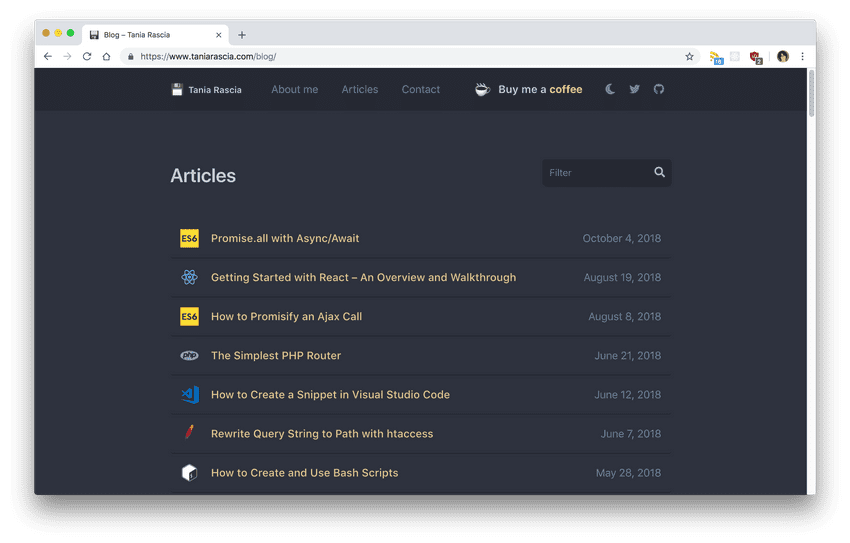 Blog – Tania Rascia
https://www.taniarascia.com/blog/
16
2
Tania Rascia About me Articles Contact Buy me a coffee
Articles
Filter
ES6 Promise.all with Async/Await October 4, 2018
Getting Started with React – An Overview and Walkthrough August 19, 2018
ES6 How to Promisify an Ajax Call August 8, 2018
php The Simplest PHP Router June 21, 2018
How to Create a Snippet in Visual Studio Code June 12, 2018
Rewrite Query String to Path with htaccess June 7, 2018
How to Create and Use Bash Scripts May 28, 2018